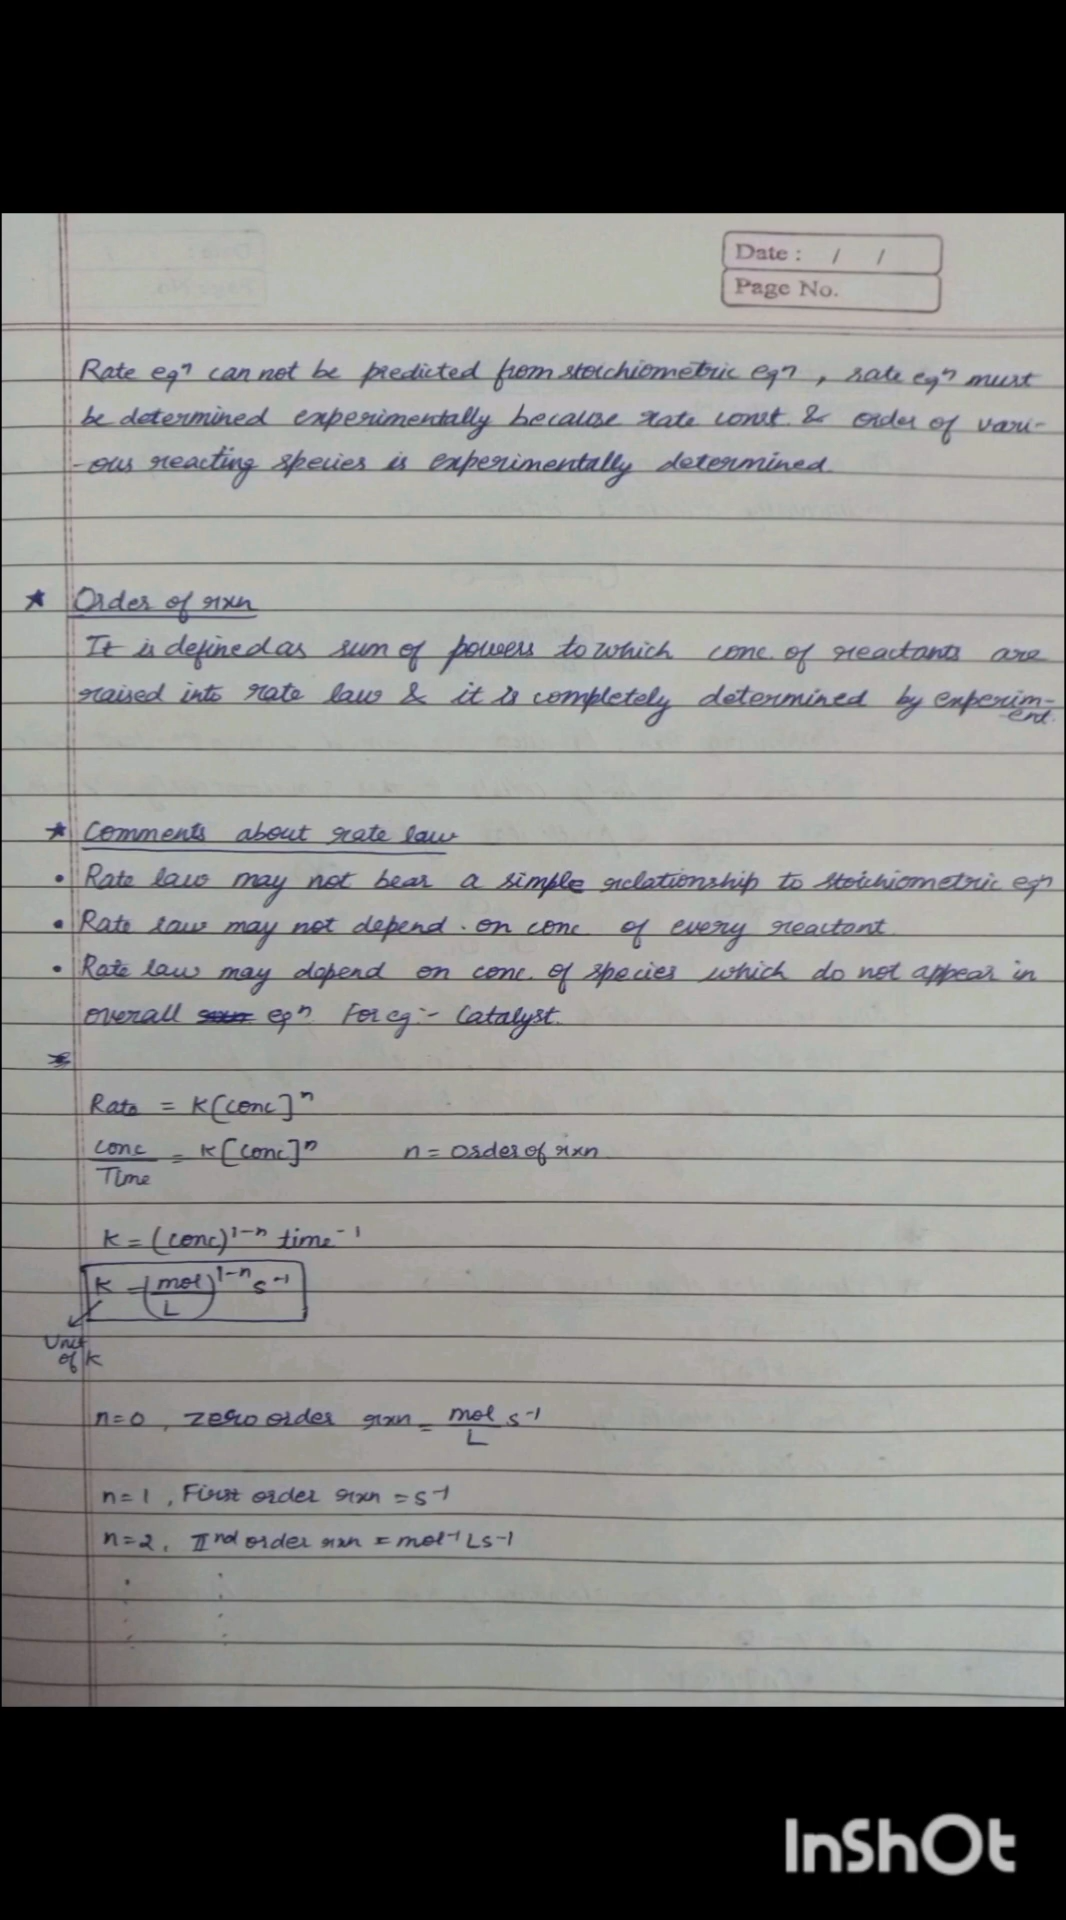 Date : / /
Page No.
Rate eqⁿ can not be predicted from stoichiometric eqⁿ, rate eqⁿ must
be determined experimentally because rate const. & order of vari-
-ous reacting species is experimentally determined
★ Order of rxn
It is defined as sum of powers to which conc. of reactants are
raised into rate law & it is completely determined by experim-
ent.
★ Comments about rate law
• Rate law may not bear a simple relationship to stoichiometric eqⁿ
• Rate law may not depend on conc of every reactant
• Rate law may depend on conc. of species which do not appear in
overall eqⁿ For eg:- Catalyst.
Rate = K[conc]ⁿ
conc/Time = K[conc]ⁿ n = order of rxn
K = (conc)¹⁻ⁿ time⁻¹
K = (mol/L)¹⁻ⁿ s⁻¹
Unit
of K
n=0, zero order rxn = mol/L s⁻¹
n=1, First order rxn = s⁻¹
n=2, IInd order rxn = mol⁻¹ L s⁻¹
InShOt